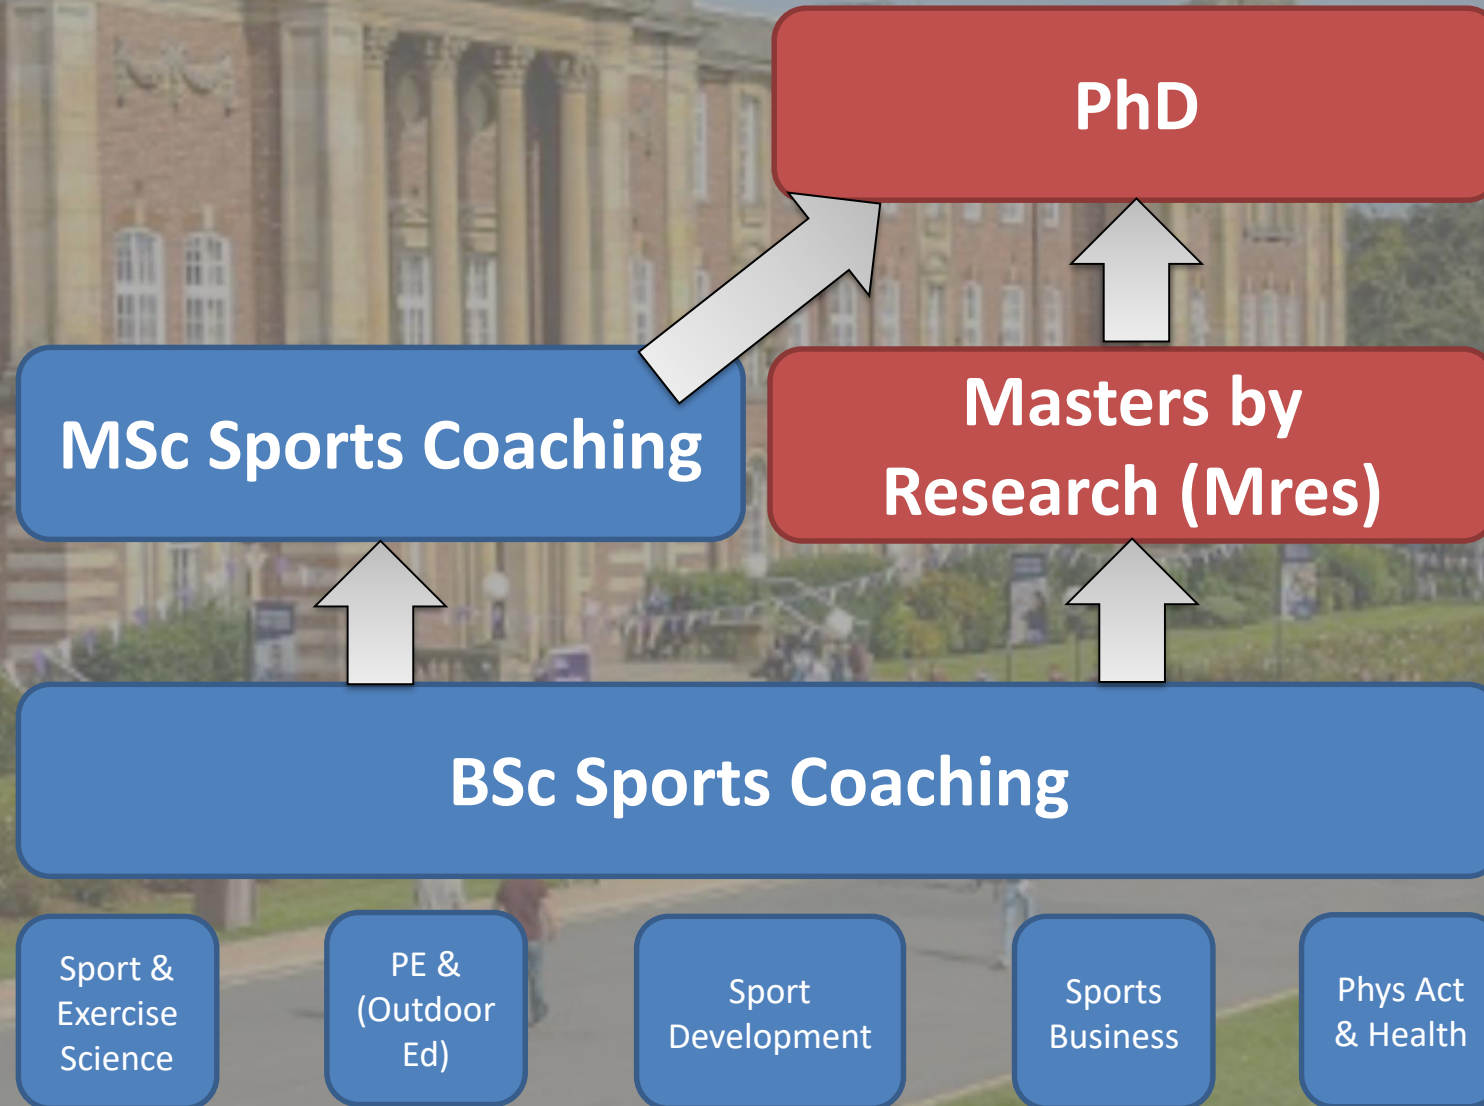 PhD
MSc Sports Coaching
Masters by
Research (Mres)
BSc Sports Coaching
Sport &
Exercise
Science
PE &
(Outdoor
Ed)
Sport
Development
Sports
Business
Phys Act
& Health